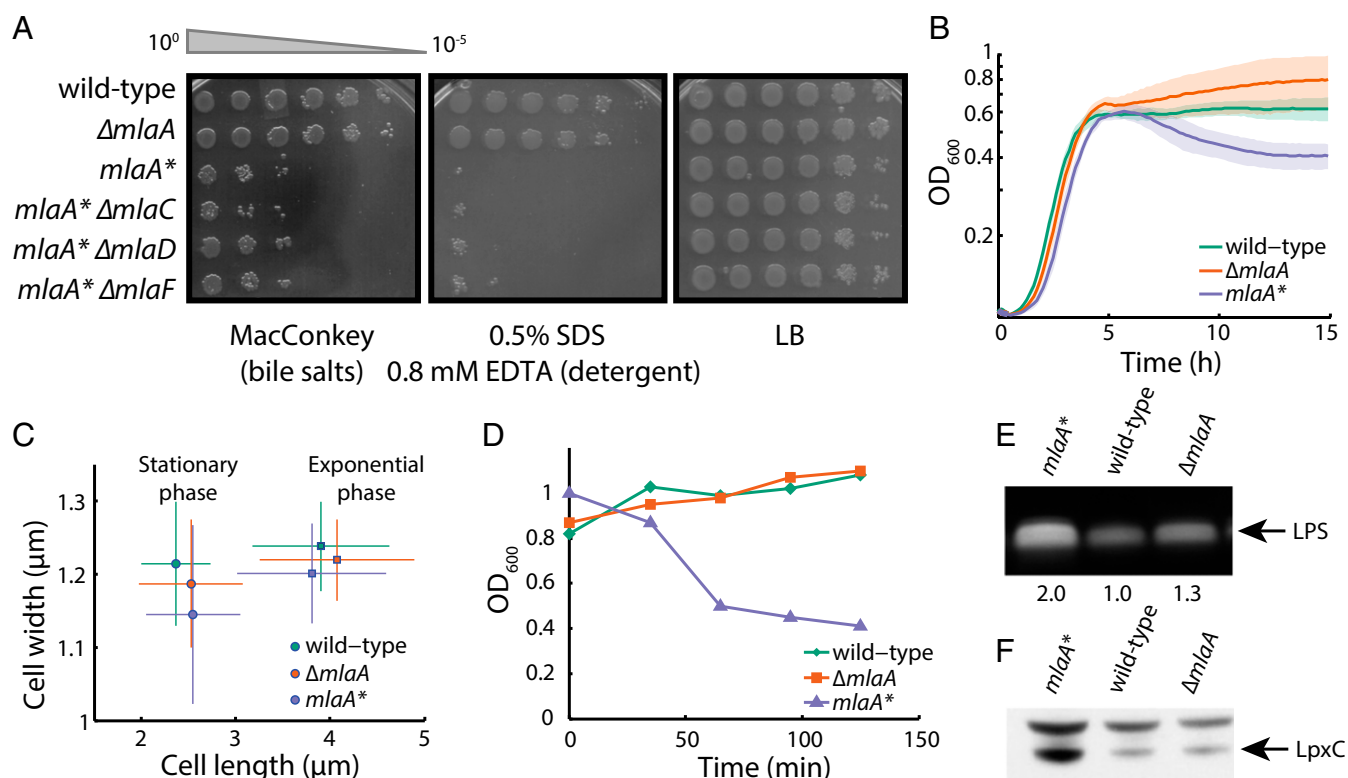 A
10⁰
10⁻⁵
wild-type
ΔmlaA
mlaA*
mlaA* ΔmlaC
mlaA* ΔmlaD
mlaA* ΔmlaF
MacConkey
(bile salts)
0.5% SDS
0.8 mM EDTA (detergent)
LB
B
OD₆₀₀
1
0.8
0.6
0.4
0.2
0
5
10
15
Time (h)
wild–type
ΔmlaA
mlaA*
C
Cell width (μm)
1.3
1.2
1.1
1
Stationary
phase
Exponential
phase
wild–type
ΔmlaA
mlaA*
2
3
4
5
Cell length (μm)
D
OD₆₀₀
1
0.8
0.6
0.4
0.2
0
wild–type
ΔmlaA
mlaA*
0
50
100
150
Time (min)
E
mlaA*
wild-type
ΔmlaA
LPS
2.0
1.0
1.3
F
mlaA*
wild-type
ΔmlaA
LpxC